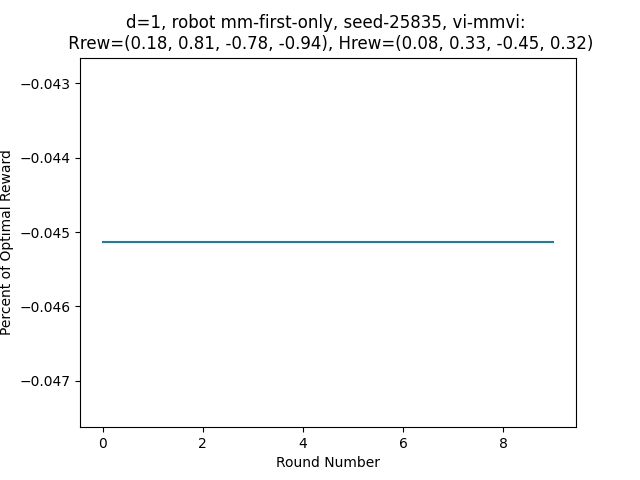 d=1, robot mm-first-only, seed-25835, vi-mmvi:
Rrew=(0.18, 0.81, -0.78, -0.94), Hrew=(0.08, 0.33, -0.45, 0.32)
Percent of Optimal Reward
−0.043
−0.044
−0.045
−0.046
−0.047
0 2 4 6 8
Round Number